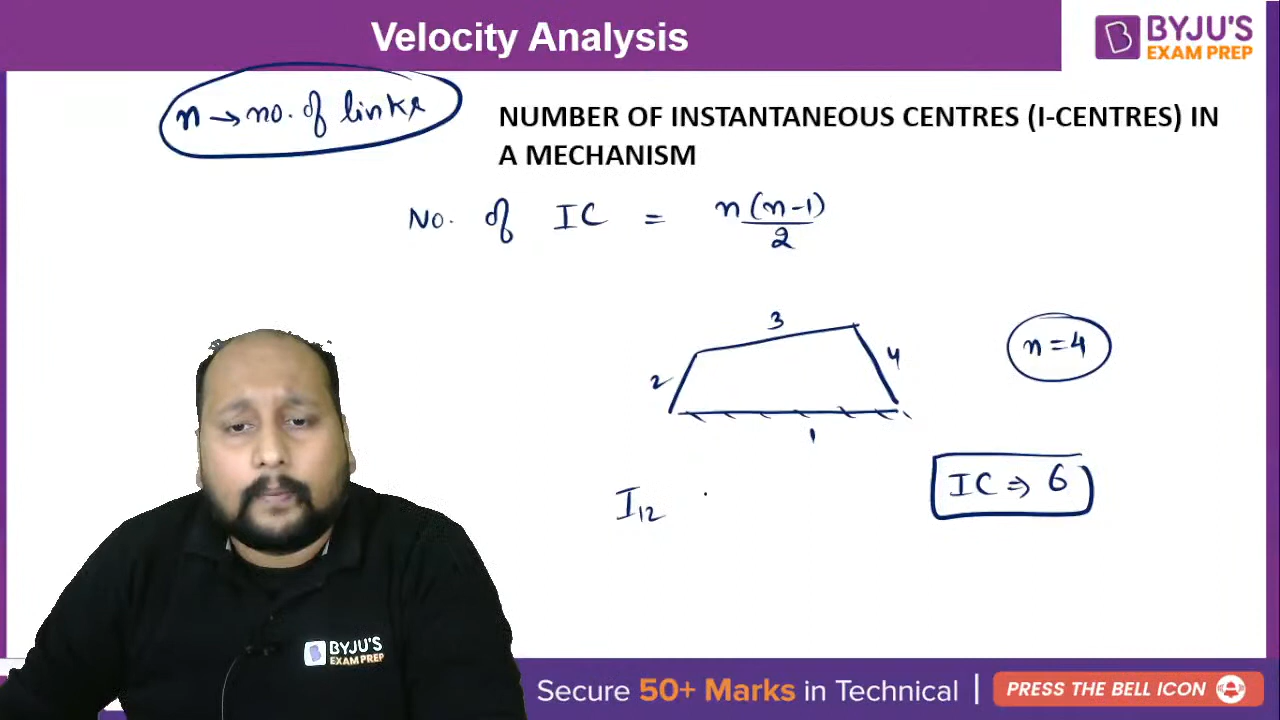 Velocity Analysis
BYJU'S
EXAM PREP
n → no. of links
NUMBER OF INSTANTANEOUS CENTRES (I-CENTRES) IN
A MECHANISM
No. of IC = n(n-1)
2
3
2
4
n=4
1
IC ⇒ 6
I₁₂
BYJU'S
EXAM PREP
Secure 50+ Marks in Technical
PRESS THE BELL ICON